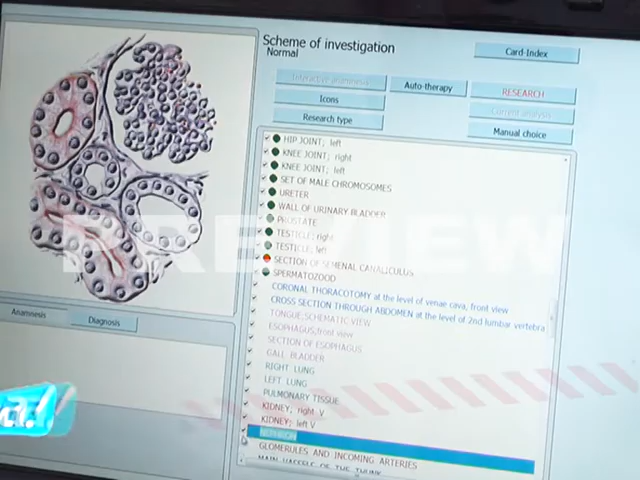 Scheme of investigation
Normal
Card-Index
Auto-therapy
RESEARCH
Icons
Current analysis
Research type
Manual choice
HIP JOINT; left
KNEE JOINT; right
KNEE JOINT; left
SET OF MALE CHROMOSOMES
URETER
WALL OF URINARY BLADDER
PROSTATE
TESTICLE; right
TESTICLE; left
SECTION OF SEMENAL CANALICULUS
SPERMATOZOOD
CORONAL THORACOTOMY at the level of venae cava, front view
CROSS SECTION THROUGH ABDOMEN at the level of 2nd lumbar vertebra
TONGUE;SCHEMATIC VIEW
ESOPHAGUS;front view
SECTION OF ESOPHAGUS
GALL BLADDER
RIGHT LUNG
LEFT LUNG
PULMONARY TISSUE
KIDNEY; right V
KIDNEY; left V
NEPHRON
GLOMERULES AND INCOMING ARTERIES
Anamnesis
Diagnosis
PREVIEW